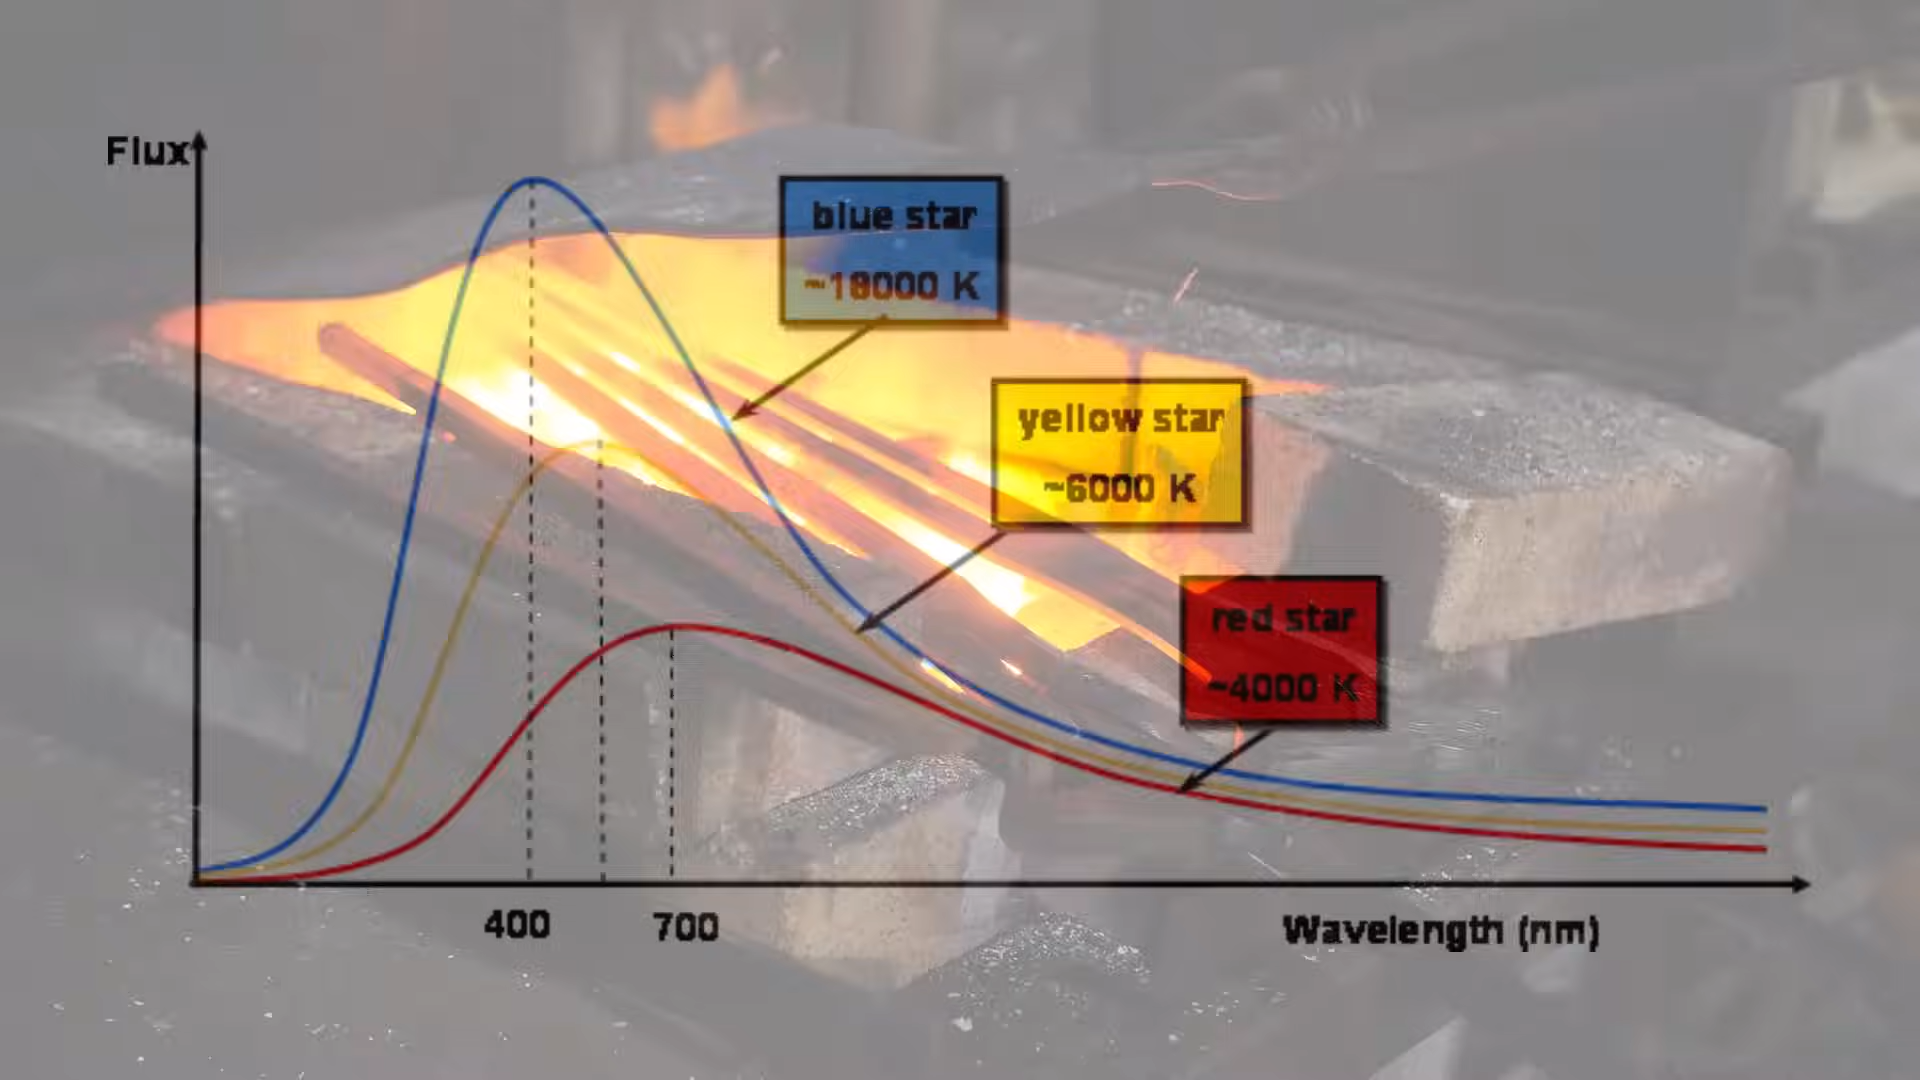 Flux
blue star
~18000 K
yellow star
~6000 K
red star
~4000 K
400
700
Wavelength (nm)